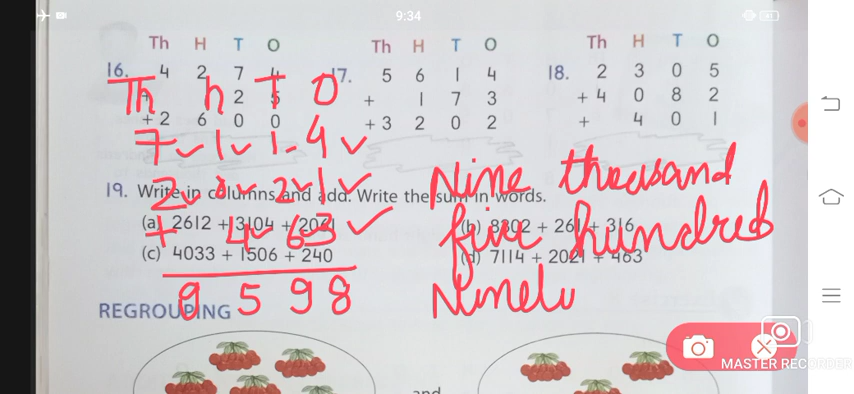 9:34
Th H T O Th H T O Th H T O
16. 4 2 7 4 17. 5 6 1 4 18. 2 3 0 5
Th h T O
2 5 + 1 7 3 + 4 0 8 2
+ 2 6 0 0 + 3 2 0 2 + 4 0 1
7 1 1 4
2 2 1 Nine thousand
19. Write in columns and add. Write the sum in words.
(a) 2612 + 3104 + 2061 (b) 8302 + 261 + 316
+ 4 6 3 five hundred
(c) 4033 + 1506 + 240 (d) 7114 + 2021 + 463
9 5 9 8
REGROUPING
and
MASTER RECORDER